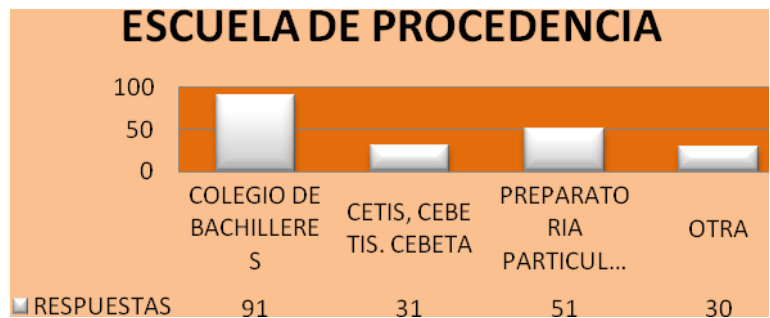 ESCUELA DE PROCEDENCIA
100
50
0
COLEGIO DE
BACHILLERE
S
CETIS, CEBE
TIS. CEBETA
PREPARATO
RIA
PARTICUL...
OTRA
RESPUESTAS 91 31 51 30